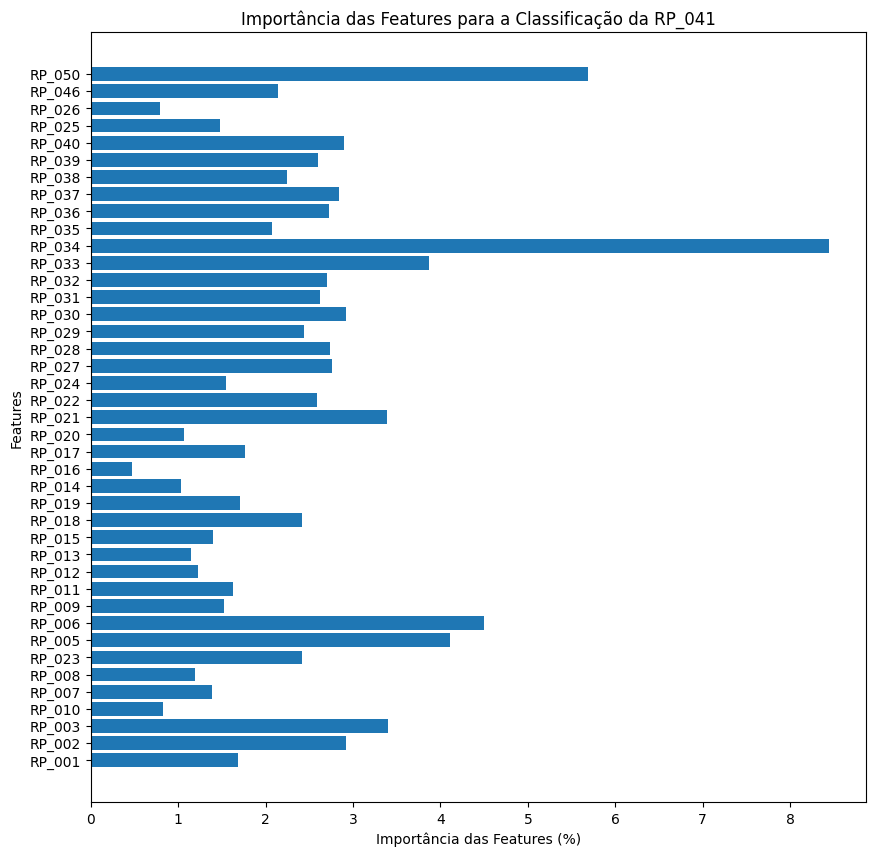 Importância das Features para a Classificação da RP_041
RP_050
RP_046
RP_026
RP_025
RP_040
RP_039
RP_038
RP_037
RP_036
RP_035
RP_034
RP_033
RP_032
RP_031
RP_030
RP_029
RP_028
RP_027
RP_024
RP_022
RP_021
RP_020
RP_017
RP_016
RP_014
RP_019
RP_018
RP_015
RP_013
RP_012
RP_011
RP_009
RP_006
RP_005
RP_023
RP_008
RP_007
RP_010
RP_003
RP_002
RP_001
Features
0 1 2 3 4 5 6 7 8
Importância das Features (%)